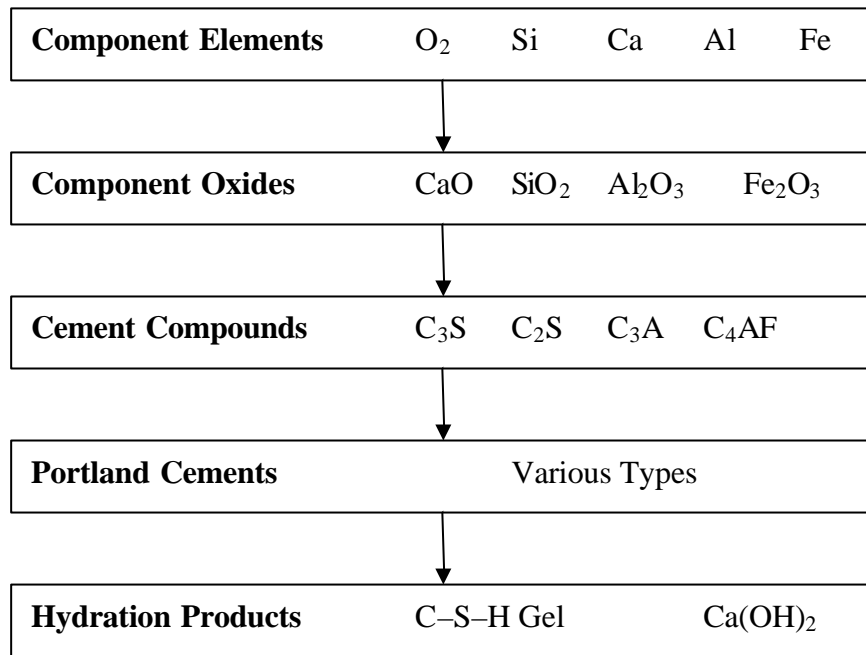 Component Elements O₂ Si Ca Al Fe
Component Oxides CaO SiO₂ Al₂O₃ Fe₂O₃
Cement Compounds C₃S C₂S C₃A C₄AF
Portland Cements Various Types
Hydration Products C–S–H Gel Ca(OH)₂